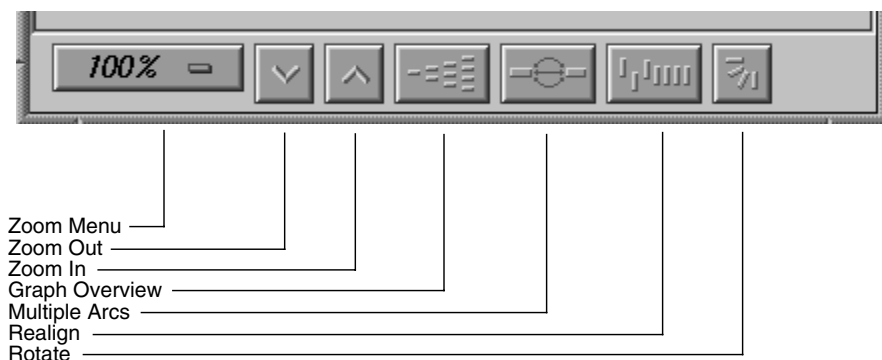 100%
Zoom Menu
Zoom Out
Zoom In
Graph Overview
Multiple Arcs
Realign
Rotate